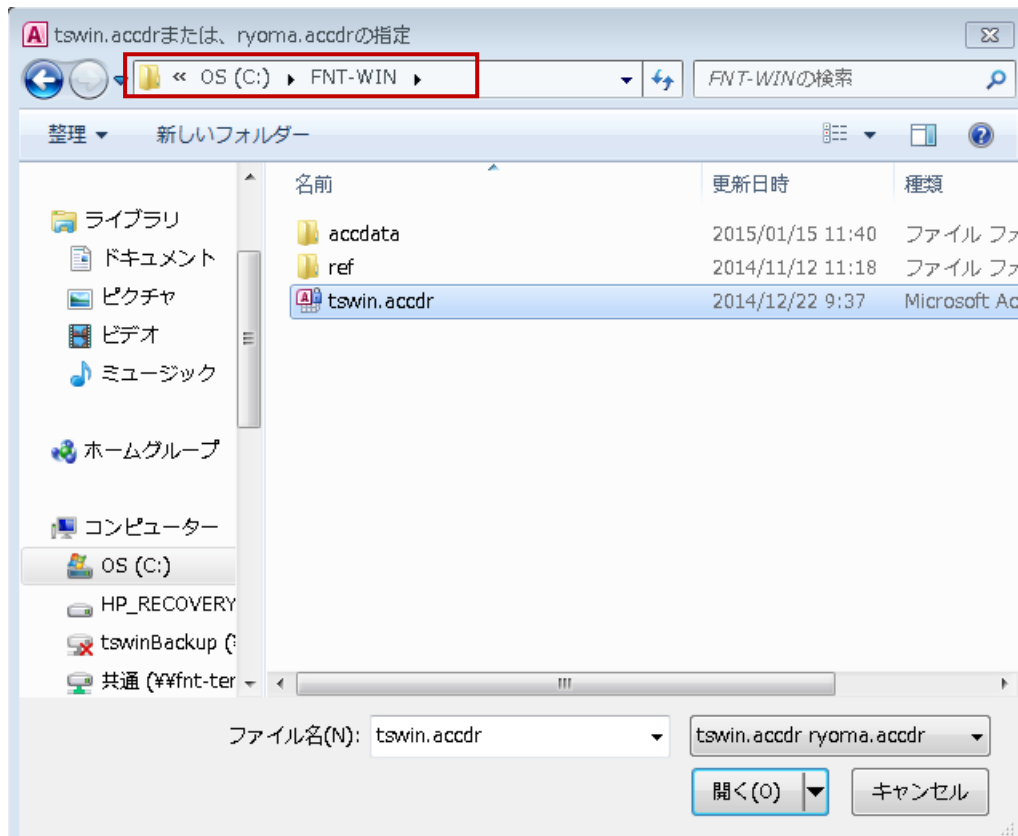 tswin.accdrまたは、ryoma.accdrの指定
« OS (C:) ▸ FNT-WIN ▸
FNT-WINの検索
整理 ▼ 新しいフォルダー
名前 更新日時 種類
accdata 2015/01/15 11:40 ファイル フォ
ref 2014/11/12 11:18 ファイル フォ
tswin.accdr 2014/12/22 9:37 Microsoft Ac
ライブラリ
ドキュメント
ピクチャ
ビデオ
ミュージック
ホームグループ
コンピューター
OS (C:)
HP_RECOVERY
tswinBackup (
共通 (¥¥fnt-ter
ファイル名(N): tswin.accdr
tswin.accdr ryoma.accdr
開く(O) キャンセル